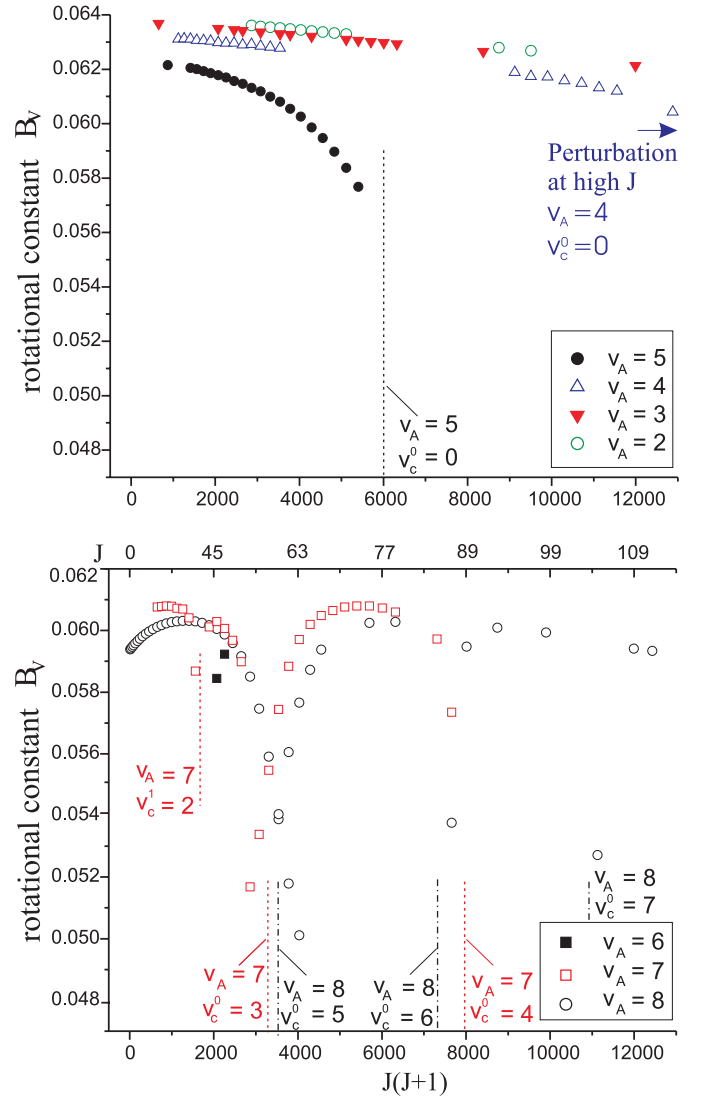 rotational constant B_v
0.064
0.062
0.060
0.058
0.056
0.054
0.052
0.050
0.048
0
2000
4000
6000
8000
10000
12000
Perturbation
at high J
v_A = 4
v_c^0 = 0
v_A = 5
v_c^0 = 0
v_A = 5
v_A = 4
v_A = 3
v_A = 2
J
0
45
63
77
89
99
109
rotational constant B_v
0.062
0.060
0.058
0.056
0.054
0.052
0.050
0.048
v_A = 7
v_c^1 = 2
v_A = 7
v_c^0 = 3
v_A = 8
v_c^0 = 5
v_A = 8
v_c^0 = 6
v_A = 7
v_c^0 = 4
v_A = 8
v_c^0 = 7
v_A = 6
v_A = 7
v_A = 8
0
2000
4000
6000
8000
10000
12000
J(J+1)